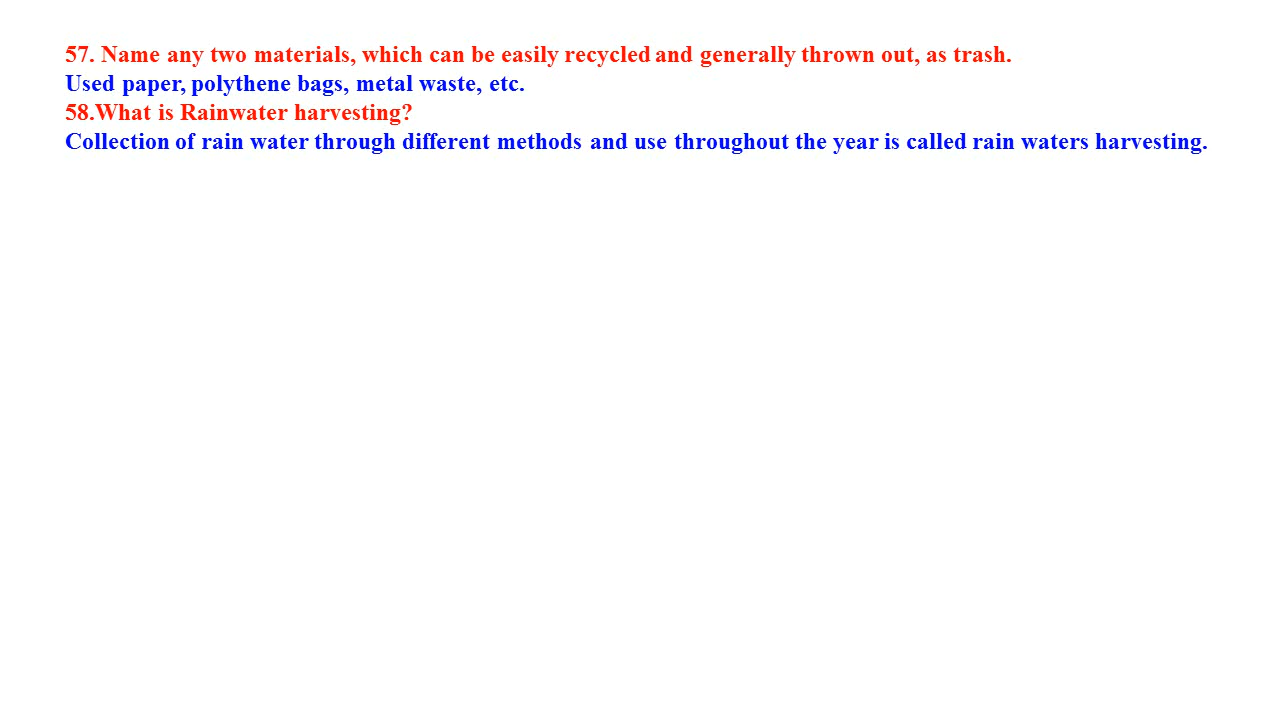 57. Name any two materials, which can be easily recycled and generally thrown out, as trash.
Used paper, polythene bags, metal waste, etc.
58.What is Rainwater harvesting?
Collection of rain water through different methods and use throughout the year is called rain waters harvesting.